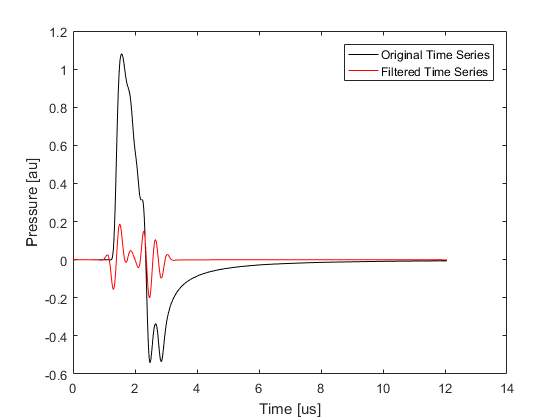 1.2
1
0.8
0.6
0.4
0.2
0
-0.2
-0.4
-0.6
Pressure [au]
Original Time Series
Filtered Time Series
0 2 4 6 8 10 12 14
Time [us]